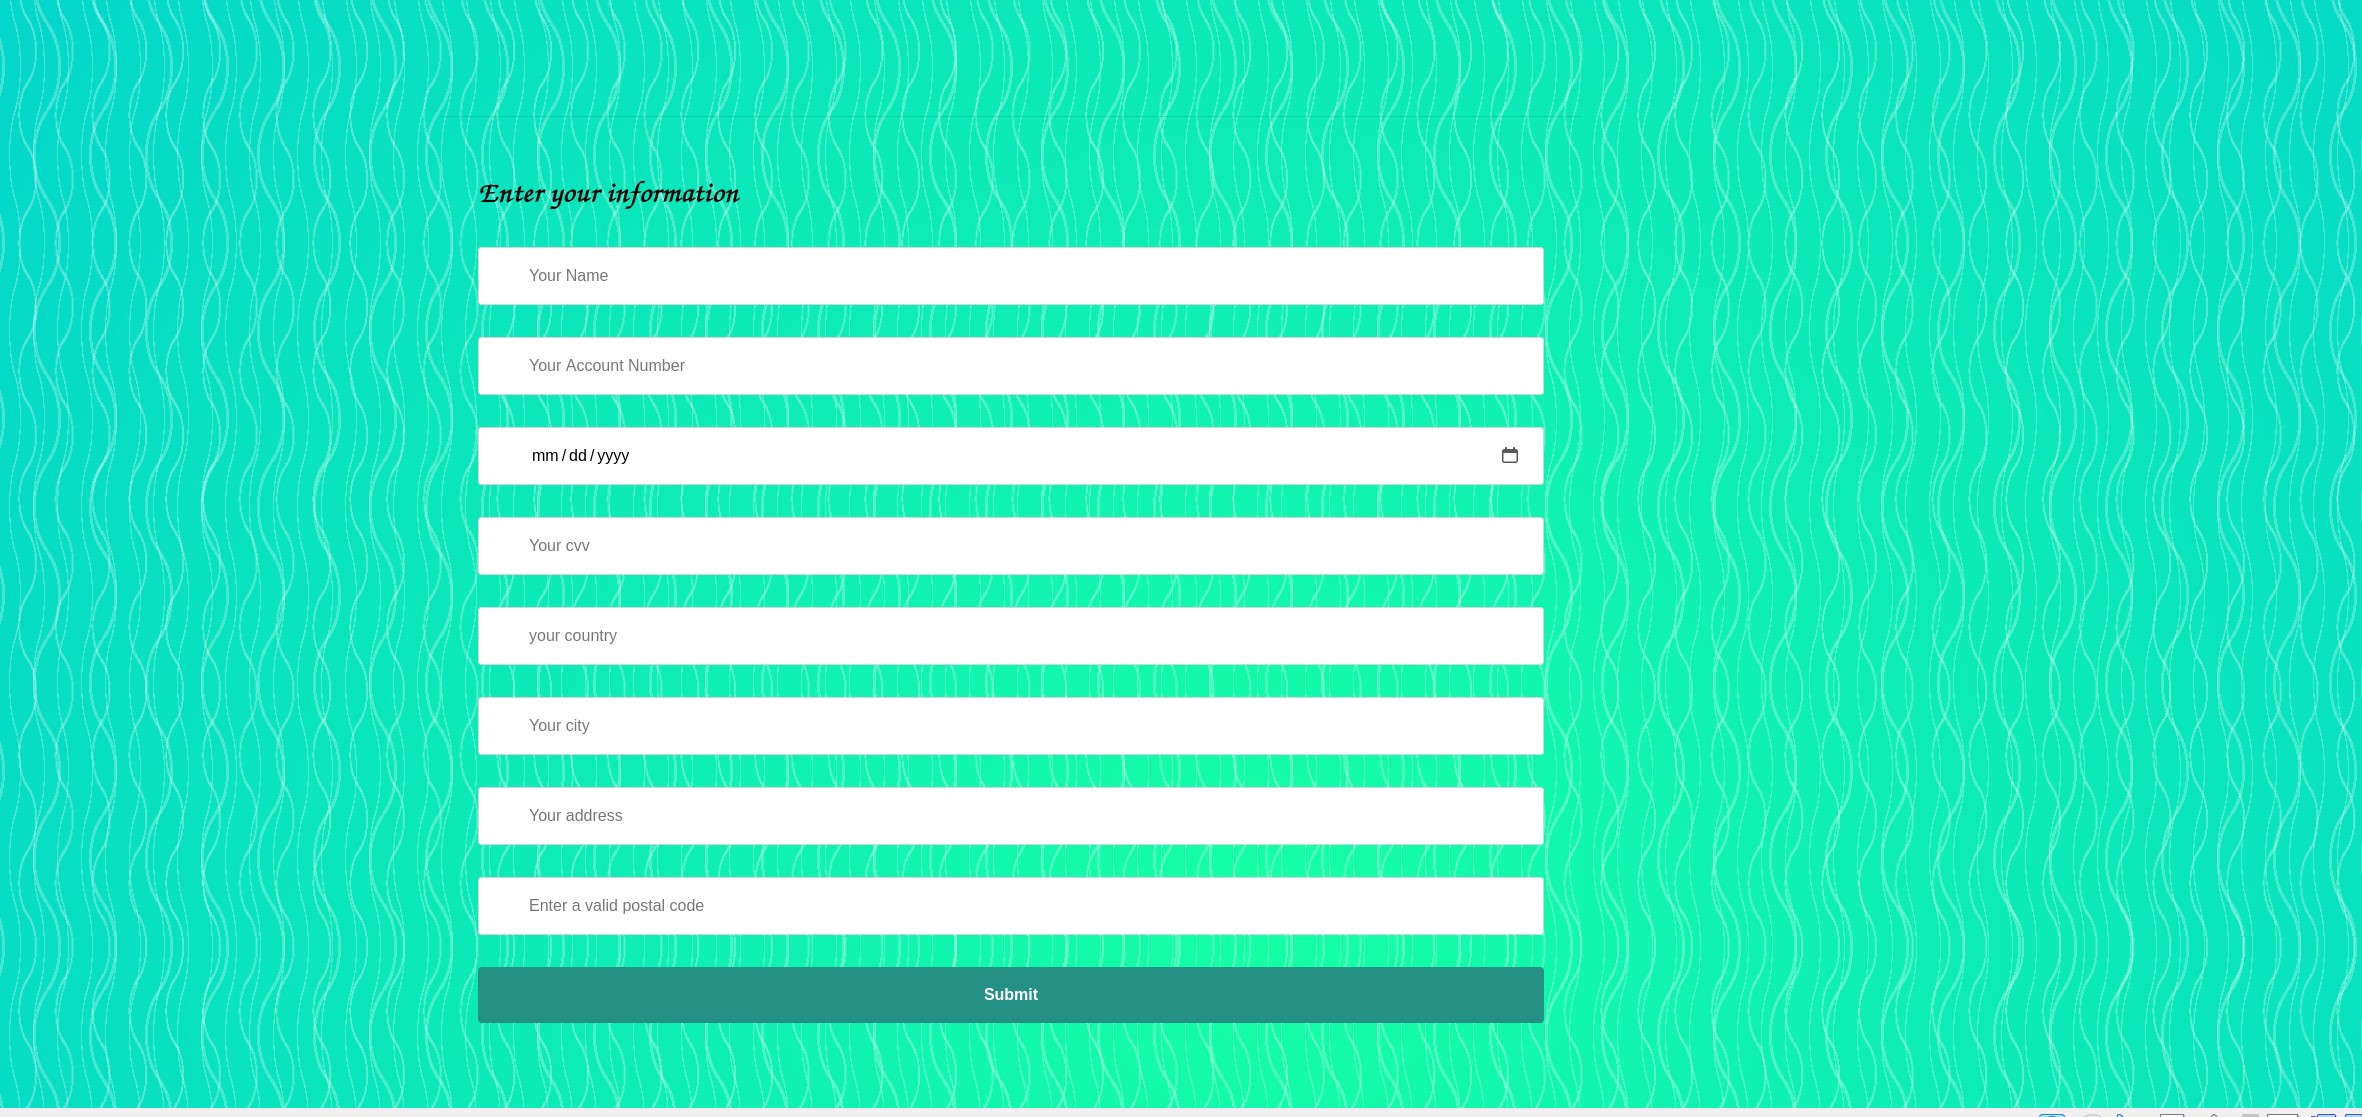 Enter your information
Your Name
Your Account Number
mm/dd/yyyy
Your cvv
your country
Your city
Your address
Enter a valid postal code
Submit